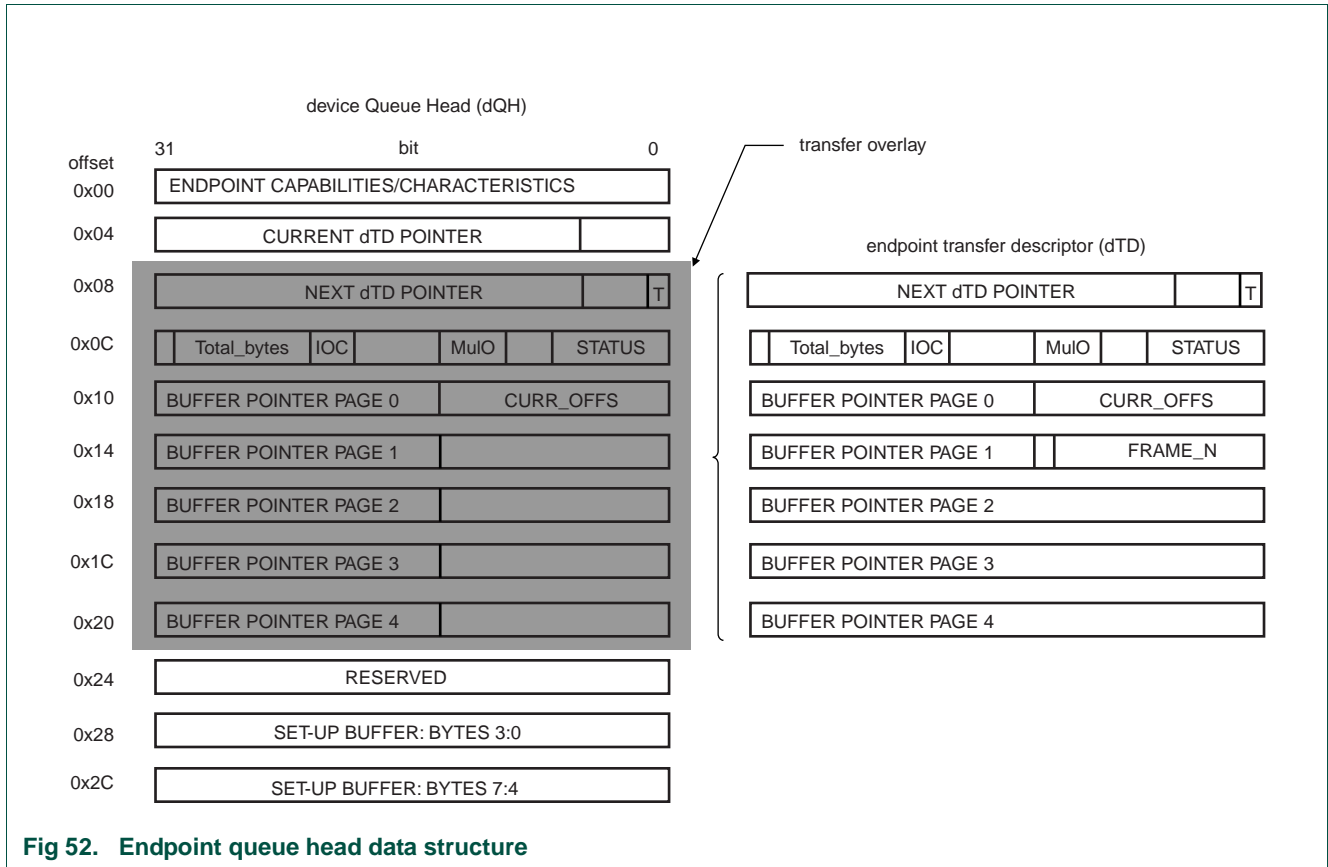 device Queue Head (dQH)
31 bit 0
transfer overlay
offset
0x00 ENDPOINT CAPABILITIES/CHARACTERISTICS
0x04 CURRENT dTD POINTER
endpoint transfer descriptor (dTD)
0x08 NEXT dTD POINTER T NEXT dTD POINTER T
0x0C Total_bytes IOC MulO STATUS Total_bytes IOC MulO STATUS
0x10 BUFFER POINTER PAGE 0 CURR_OFFS BUFFER POINTER PAGE 0 CURR_OFFS
0x14 BUFFER POINTER PAGE 1 BUFFER POINTER PAGE 1 FRAME_N
0x18 BUFFER POINTER PAGE 2 BUFFER POINTER PAGE 2
0x1C BUFFER POINTER PAGE 3 BUFFER POINTER PAGE 3
0x20 BUFFER POINTER PAGE 4 BUFFER POINTER PAGE 4
0x24 RESERVED
0x28 SET-UP BUFFER: BYTES 3:0
0x2C SET-UP BUFFER: BYTES 7:4
Fig 52. Endpoint queue head data structure